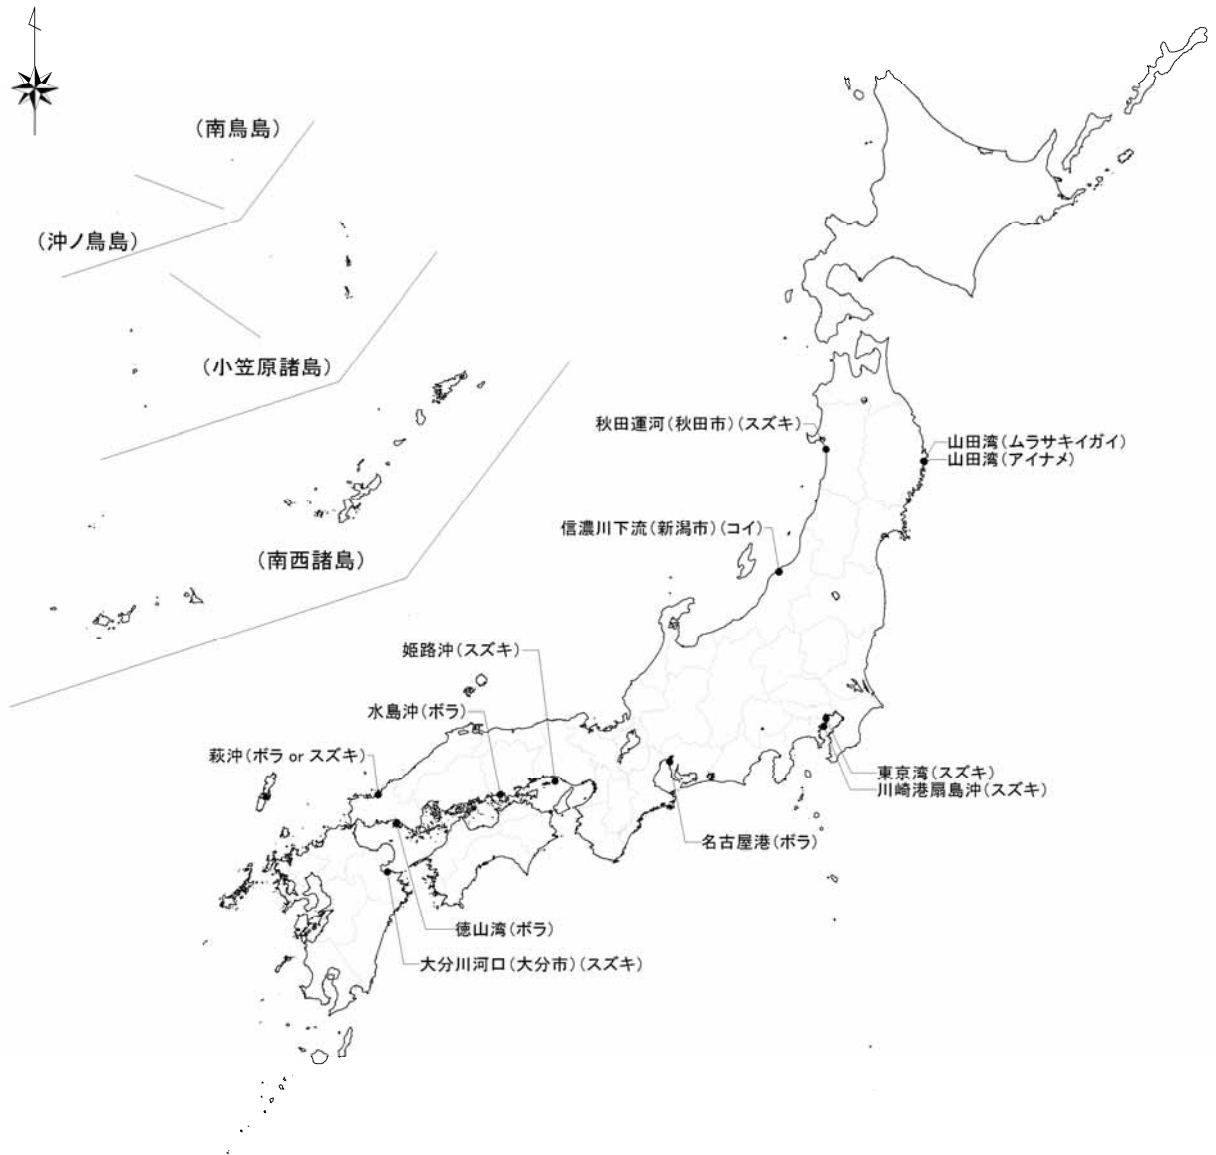 （南鳥島）
（沖ノ鳥島）
（小笠原諸島）
秋田運河（秋田市）（スズキ）
山田湾（ムラサキイガイ）
山田湾（アイナメ）
信濃川下流（新潟市）（コイ）
（南西諸島）
姫路沖（スズキ）
水島沖（ボラ）
萩沖（ボラ or スズキ）
東京湾（スズキ）
川崎港扇島沖（スズキ）
名古屋港（ボラ）
徳山湾（ボラ）
大分川河口（大分市）（スズキ）